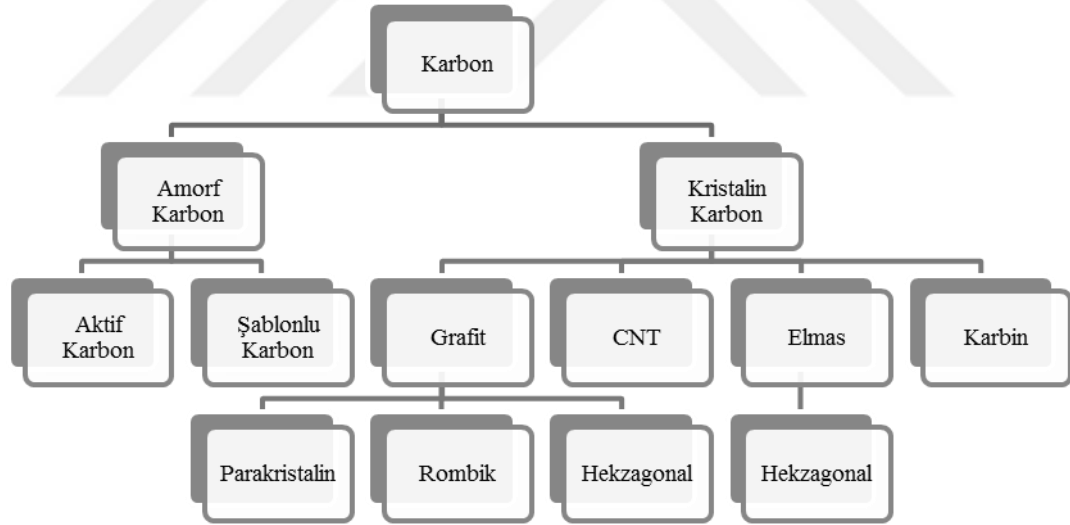 Karbon
Amorf
Karbon
Kristalin
Karbon
Aktif
Karbon
Şablonlu
Karbon
Grafit
CNT
Elmas
Karbin
Parakristalin
Rombik
Hekzagonal
Hekzagonal